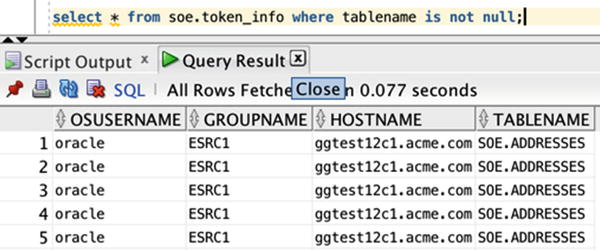 select * from soe.token_info where tablename is not null;
Script Output x Query Result x
SQL | All Rows Fetche Close n 0.077 seconds
OSUSERNAME GROUPNAME HOSTNAME TABLENAME
1 oracle ESRC1 ggtest12c1.acme.com SOE.ADDRESSES
2 oracle ESRC1 ggtest12c1.acme.com SOE.ADDRESSES
3 oracle ESRC1 ggtest12c1.acme.com SOE.ADDRESSES
4 oracle ESRC1 ggtest12c1.acme.com SOE.ADDRESSES
5 oracle ESRC1 ggtest12c1.acme.com SOE.ADDRESSES